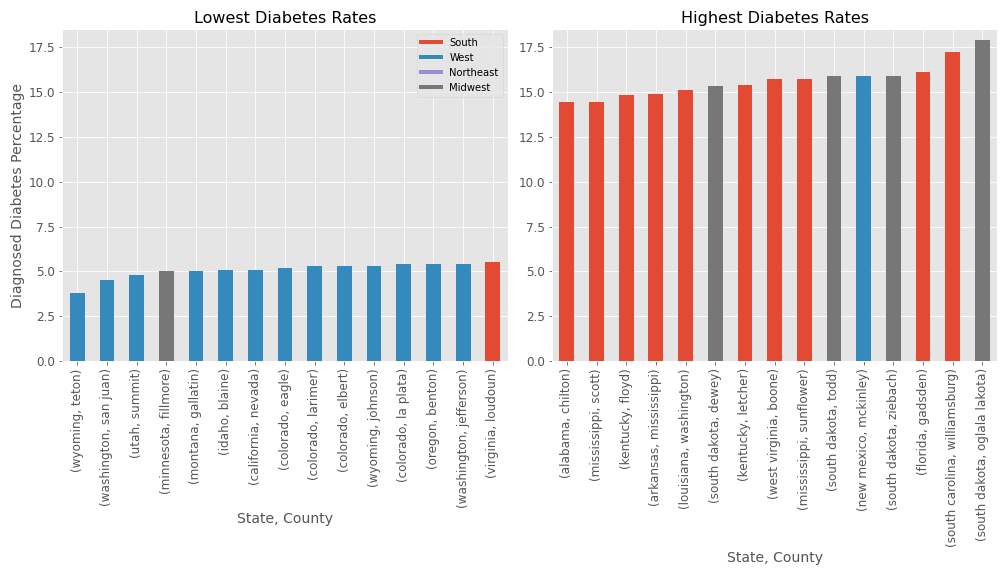 Lowest Diabetes Rates
Diagnosed Diabetes Percentage
17.5
15.0
12.5
10.0
7.5
5.0
2.5
0.0
South
West
Northeast
Midwest
(wyoming, teton)
(washington, san juan)
(utah, summit)
(minnesota, fillmore)
(montana, gallatin)
(idaho, blaine)
(california, nevada)
(colorado, eagle)
(colorado, larimer)
(colorado, elbert)
(wyoming, johnson)
(colorado, la plata)
(oregon, benton)
(washington, jefferson)
(virginia, loudoun)
State, County
Highest Diabetes Rates
17.5
15.0
12.5
10.0
7.5
5.0
2.5
0.0
(alabama, chilton)
(mississippi, scott)
(kentucky, floyd)
(arkansas, mississippi)
(louisiana, washington)
(south dakota, dewey)
(kentucky, letcher)
(west virginia, boone)
(mississippi, sunflower)
(south dakota, todd)
(new mexico, mckinley)
(south dakota, ziebach)
(florida, gadsden)
(south carolina, williamsburg)
(south dakota, oglala lakota)
State, County